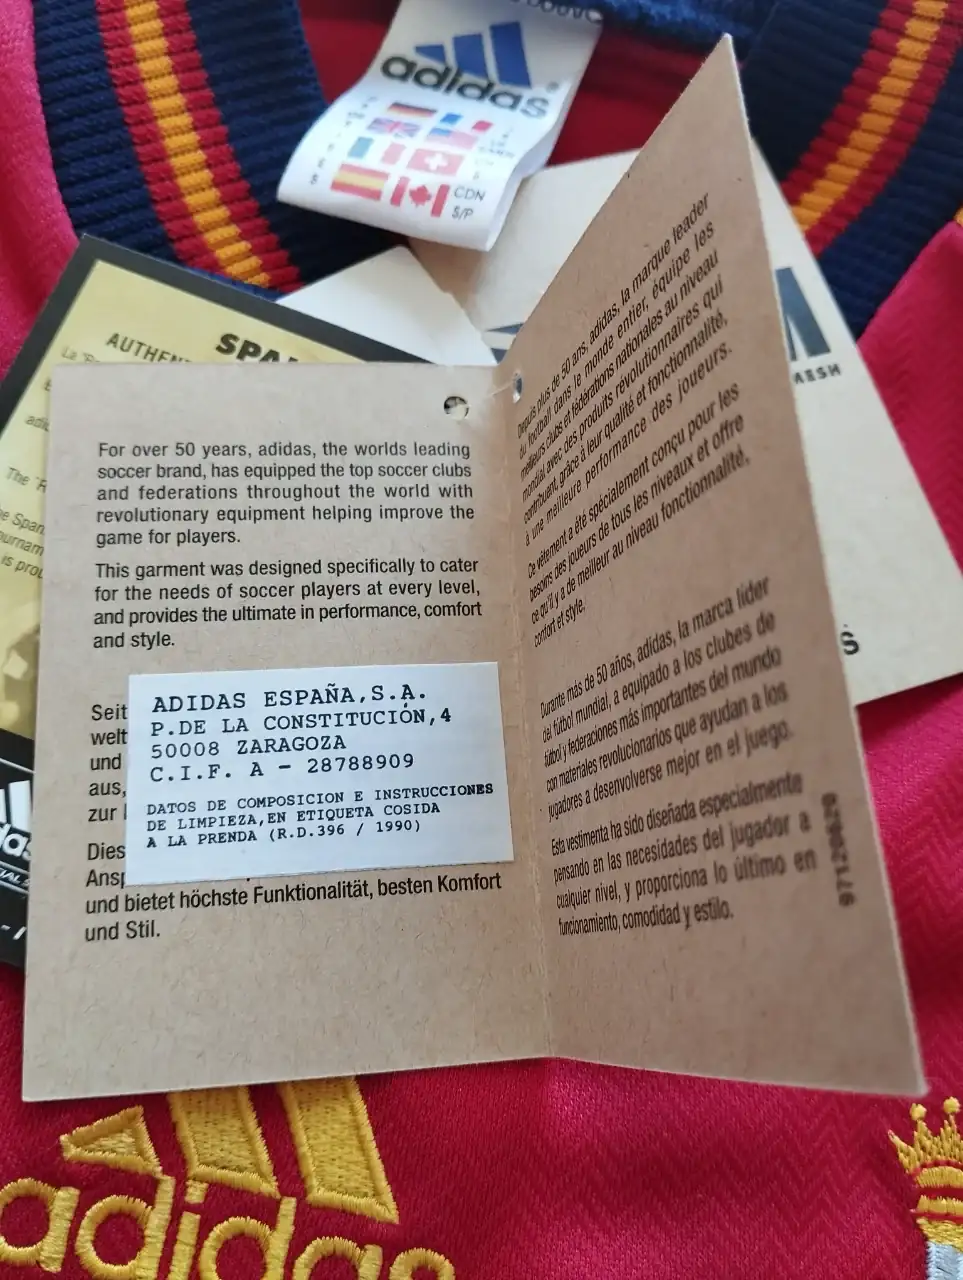 adidas
CDN
S/P
AUTHEN
SPA
MESH
For over 50 years, adidas, the worlds leading
soccer brand, has equipped the top soccer clubs
and federations throughout the world with
revolutionary equipment helping improve the
game for players.
This garment was designed specifically to cater
for the needs of soccer players at every level,
and provides the ultimate in performance, comfort
and style.
Seit
welt
und
aus,
zur
Dies
Ansp
und bietet höchste Funktionalität, besten Komfort
und Stil.
ADIDAS ESPAÑA,S.A.
P.DE LA CONSTITUCIÓN,4
50008 ZARAGOZA
C.I.F. A - 28788909
DATOS DE COMPOSICION E INSTRUCCIONES
DE LIMPIEZA,EN ETIQUETA COSIDA
A LA PRENDA (R.D.396 / 1990)
Depuis plus de 50 ans, adidas, la marque leader
du football dans le monde entier, équipe les
meilleurs clubs et fédérations nationales au niveau
mondial avec des produits révolutionnaires qui
contribuent, grâce à leur qualité et fonctionnalité,
à une meilleure performance des joueurs.
Ce vêtement a été spécialement conçu pour les
besoins des joueurs de tous les niveaux et offre
ce qu'il y a de meilleur au niveau fonctionnalité,
confort et style.
Durante más de 50 años, adidas, la marca líder
del fútbol mundial, a equipado a los clubes de
fútbol y federaciones más importantes del mundo
con materiales revolucionarios que ayudan a los
jugadores a desenvolverse mejor en el juego.
Esta vestimenta ha sido diseñada especialmente
pensando en las necesidades del jugador a
cualquier nivel, y proporciona lo último en
funcionamiento, comodidad y estilo.
adidas